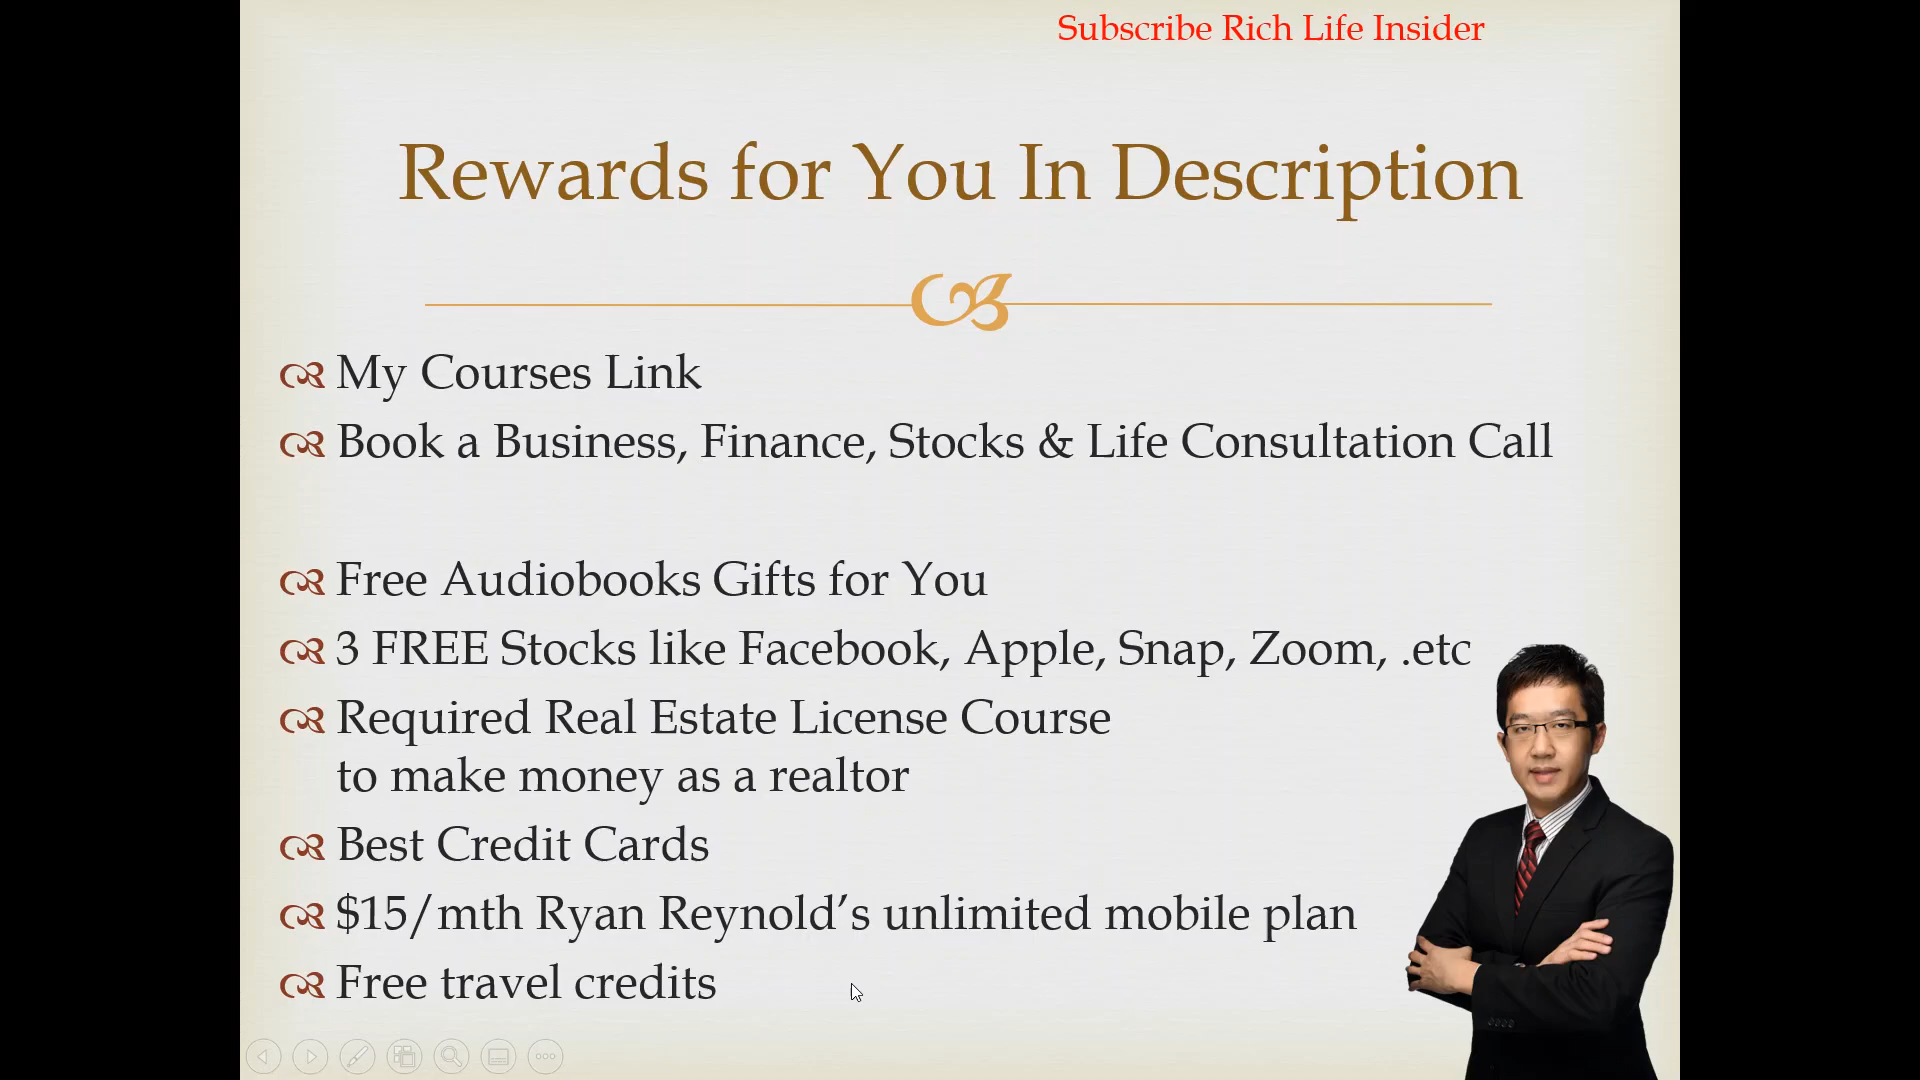 Subscribe Rich Life Insider
Rewards for You In Description
My Courses Link
Book a Business, Finance, Stocks & Life Consultation Call
Free Audiobooks Gifts for You
3 FREE Stocks like Facebook, Apple, Snap, Zoom, .etc
Required Real Estate License Course
to make money as a realtor
Best Credit Cards
$15/mth Ryan Reynold’s unlimited mobile plan
Free travel credits